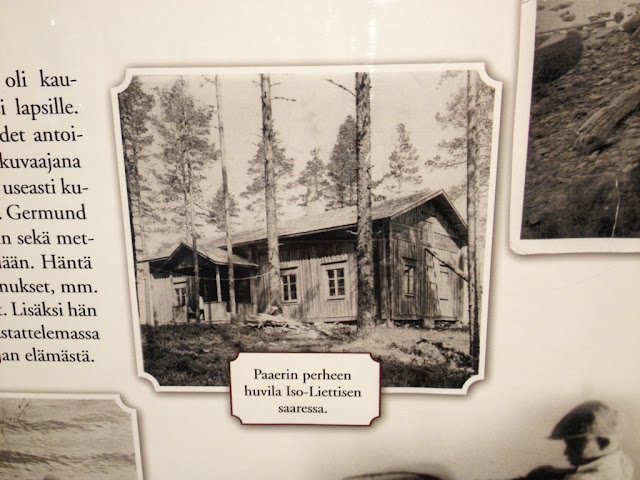 oli kau-
i lapsille.
det antoi-
kuvaajana
useasti ku-
. Germund
n sekä met-
ään. Häntä
nukset, mm.
t. Lisäksi hän
astattelemassa
jan elämästä.
Paaerin perheen
huvila Iso-Liettisen
saaressa.